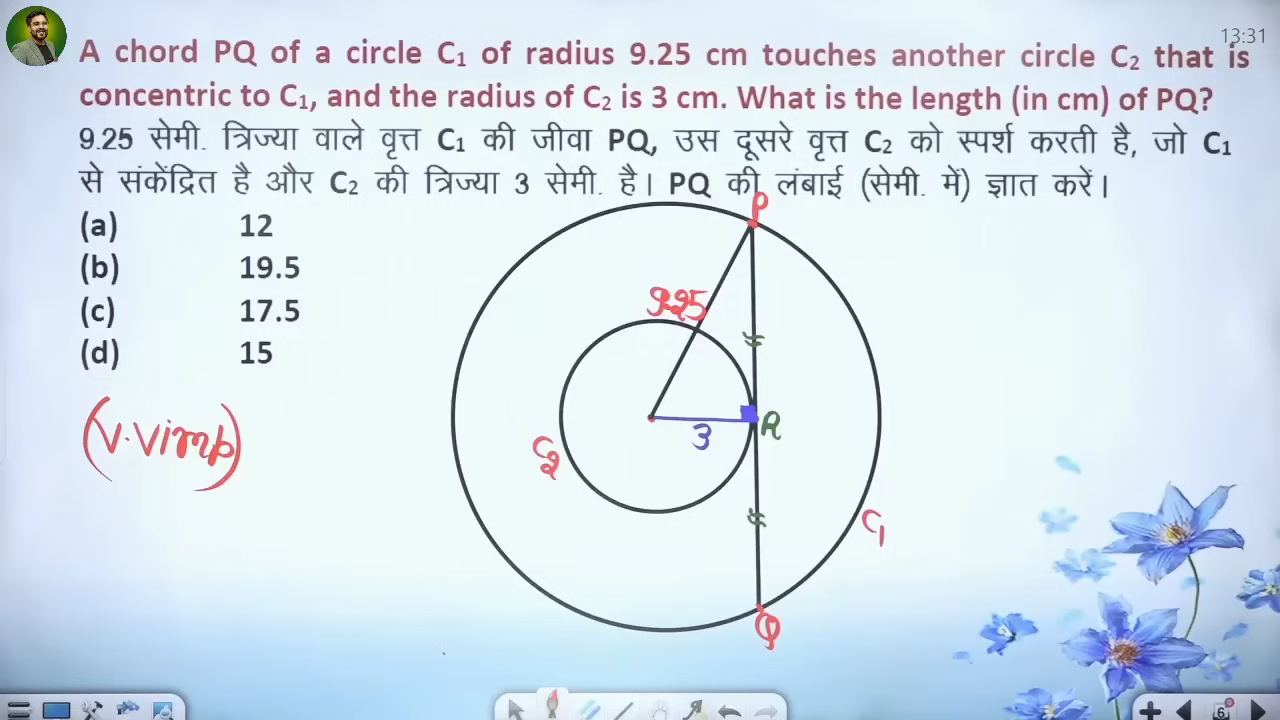 13:31
A chord PQ of a circle C₁ of radius 9.25 cm touches another circle C₂ that is
concentric to C₁, and the radius of C₂ is 3 cm. What is the length (in cm) of PQ?
9.25 सेमी. त्रिज्या वाले वृत्त C₁ की जीवा PQ, उस दूसरे वृत्त C₂ को स्पर्श करती है, जो C₁
से संकेंद्रित है और C₂ की त्रिज्या 3 सेमी. है। PQ की लंबाई (सेमी. में) ज्ञात करें।
(a) 12
(b) 19.5
(c) 17.5
(d) 15
(V.Vimp)
P
9.25
R
3
C₂
C₁
Q
6